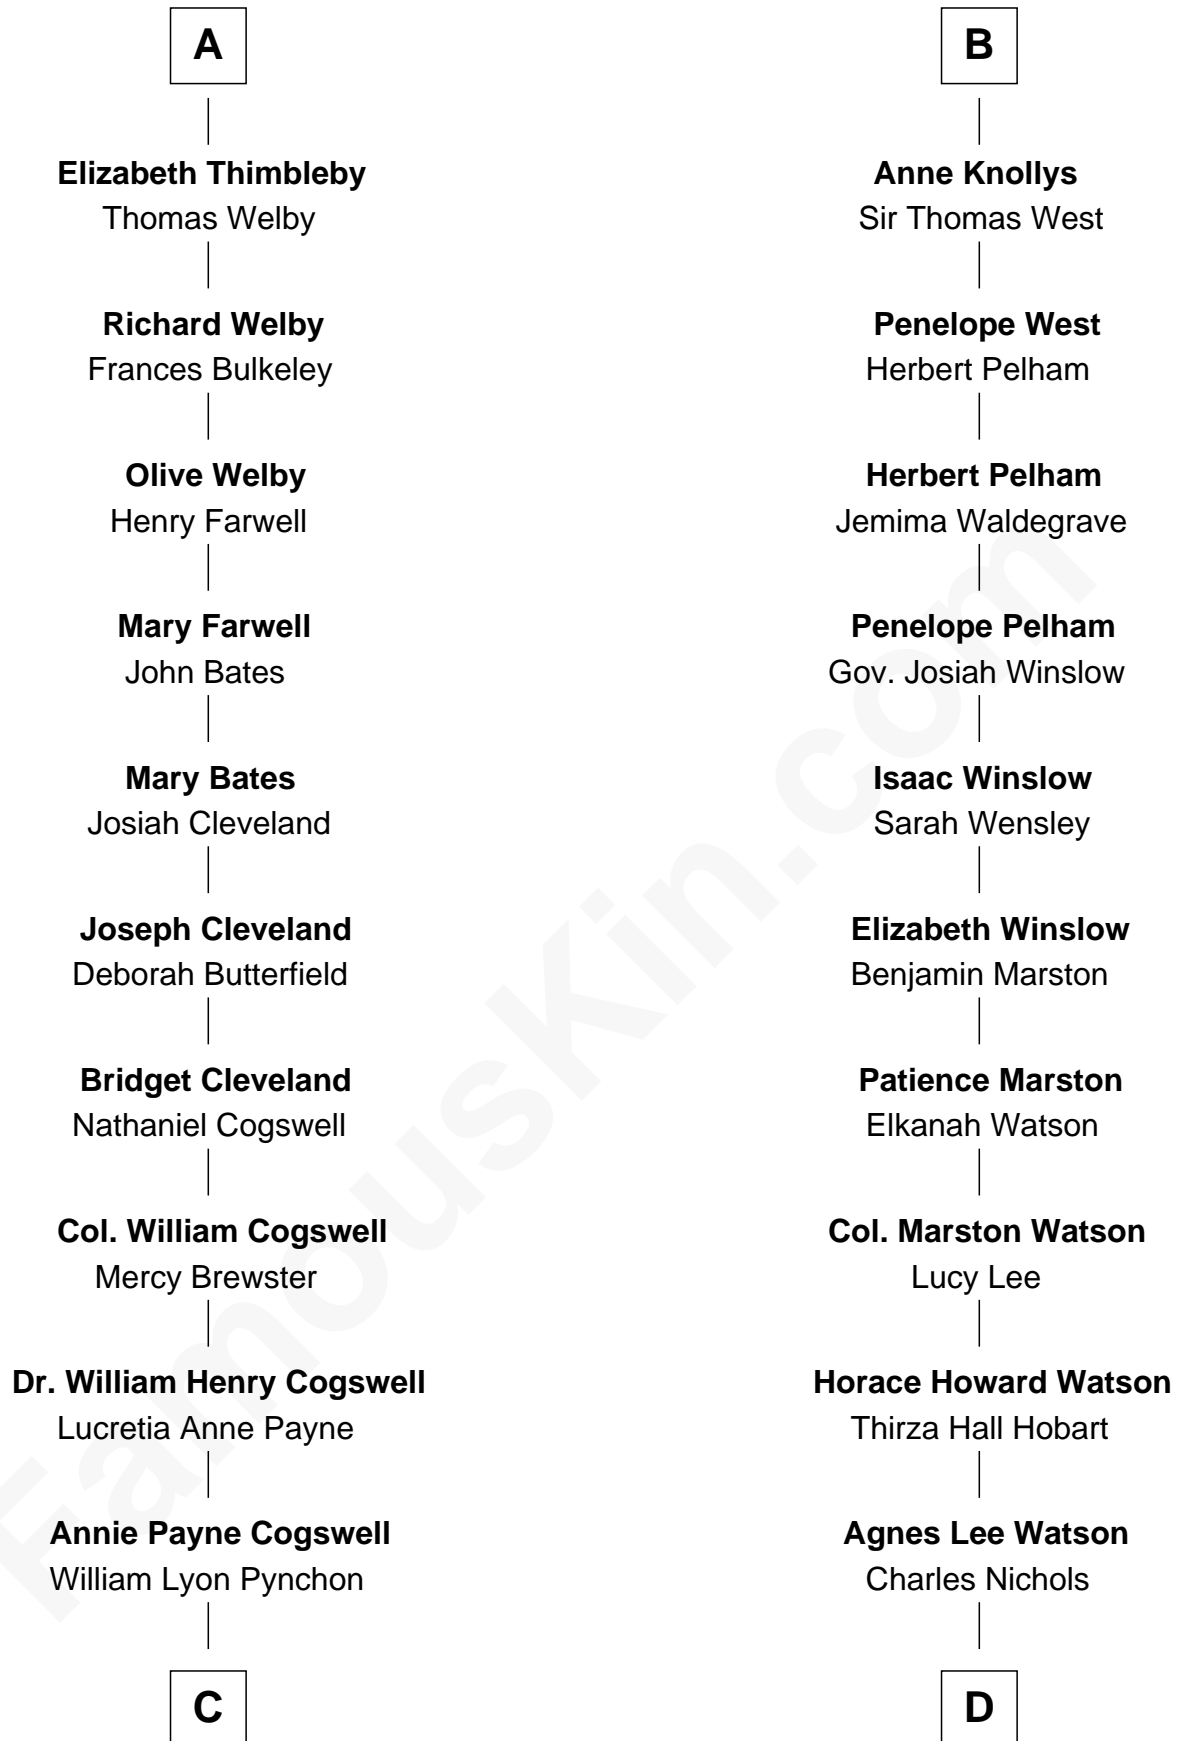 A
Elizabeth Thimbleby
Thomas Welby
Richard Welby
Frances Bulkeley
Olive Welby
Henry Farwell
Mary Farwell
John Bates
Mary Bates
Josiah Cleveland
Joseph Cleveland
Deborah Butterfield
Bridget Cleveland
Nathaniel Cogswell
Col. William Cogswell
Mercy Brewster
Dr. William Henry Cogswell
Lucretia Anne Payne
Annie Payne Cogswell
William Lyon Pynchon
C
B
Anne Knollys
Sir Thomas West
Penelope West
Herbert Pelham
Herbert Pelham
Jemima Waldegrave
Penelope Pelham
Gov. Josiah Winslow
Isaac Winslow
Sarah Wensley
Elizabeth Winslow
Benjamin Marston
Patience Marston
Elkanah Watson
Col. Marston Watson
Lucy Lee
Horace Howard Watson
Thirza Hall Hobart
Agnes Lee Watson
Charles Nichols
D
FamousKin.com